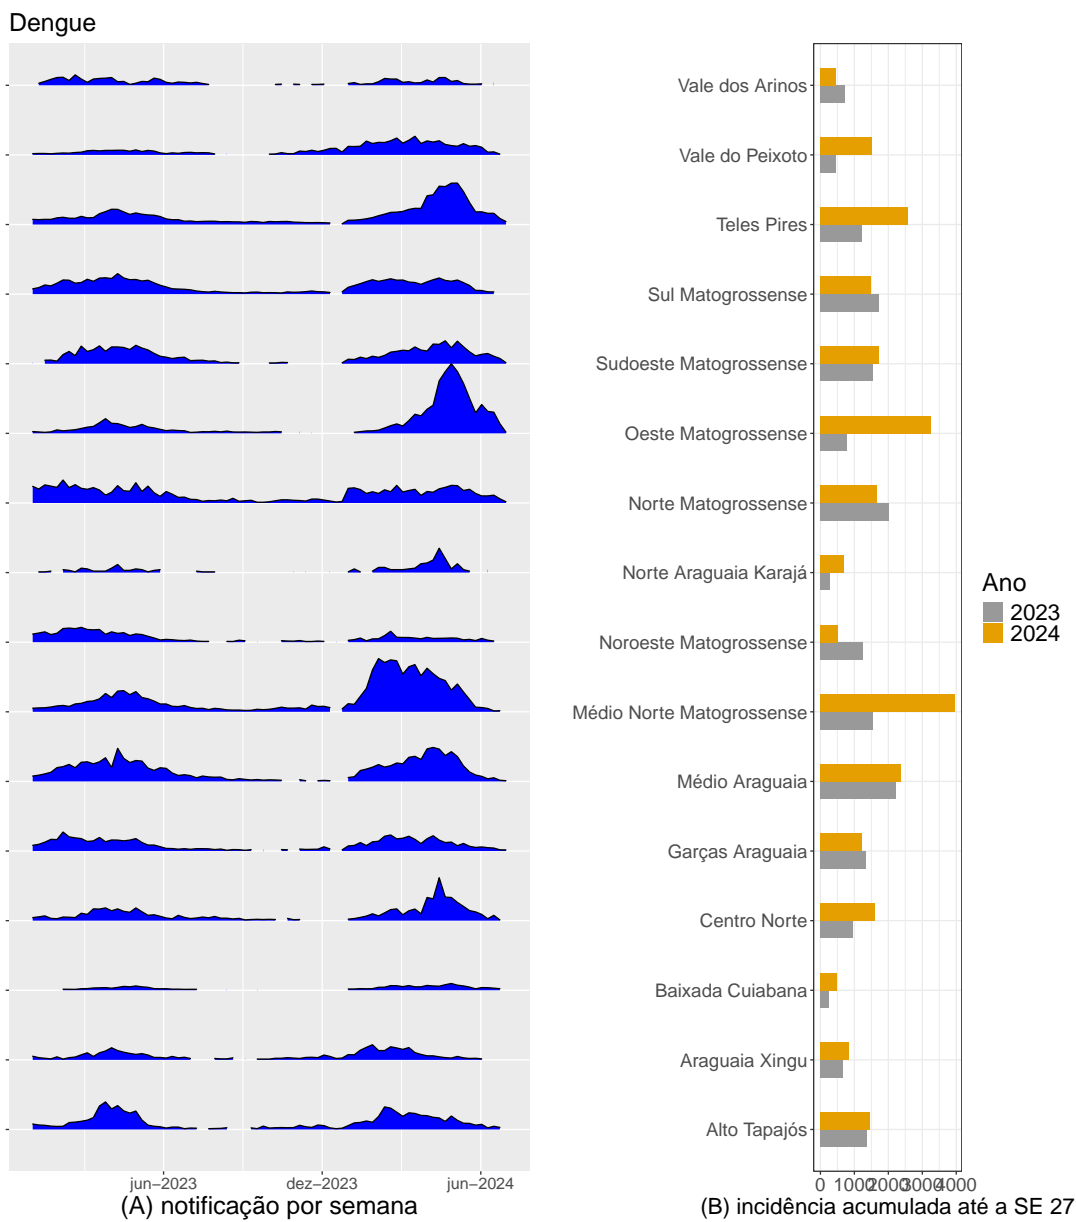 Dengue
Vale dos Arinos
Vale do Peixoto
Teles Pires
Sul Matogrossense
Sudoeste Matogrossense
Oeste Matogrossense
Norte Matogrossense
Norte Araguaia Karajá
Noroeste Matogrossense
Médio Norte Matogrossense
Médio Araguaia
Garças Araguaia
Centro Norte
Baixada Cuiabana
Araguaia Xingu
Alto Tapajós
Ano
2023
2024
jun−2023 dez−2023 jun−2024
0 1000 2000 3000 4000
(A) notificação por semana
(B) incidência acumulada até a SE 27